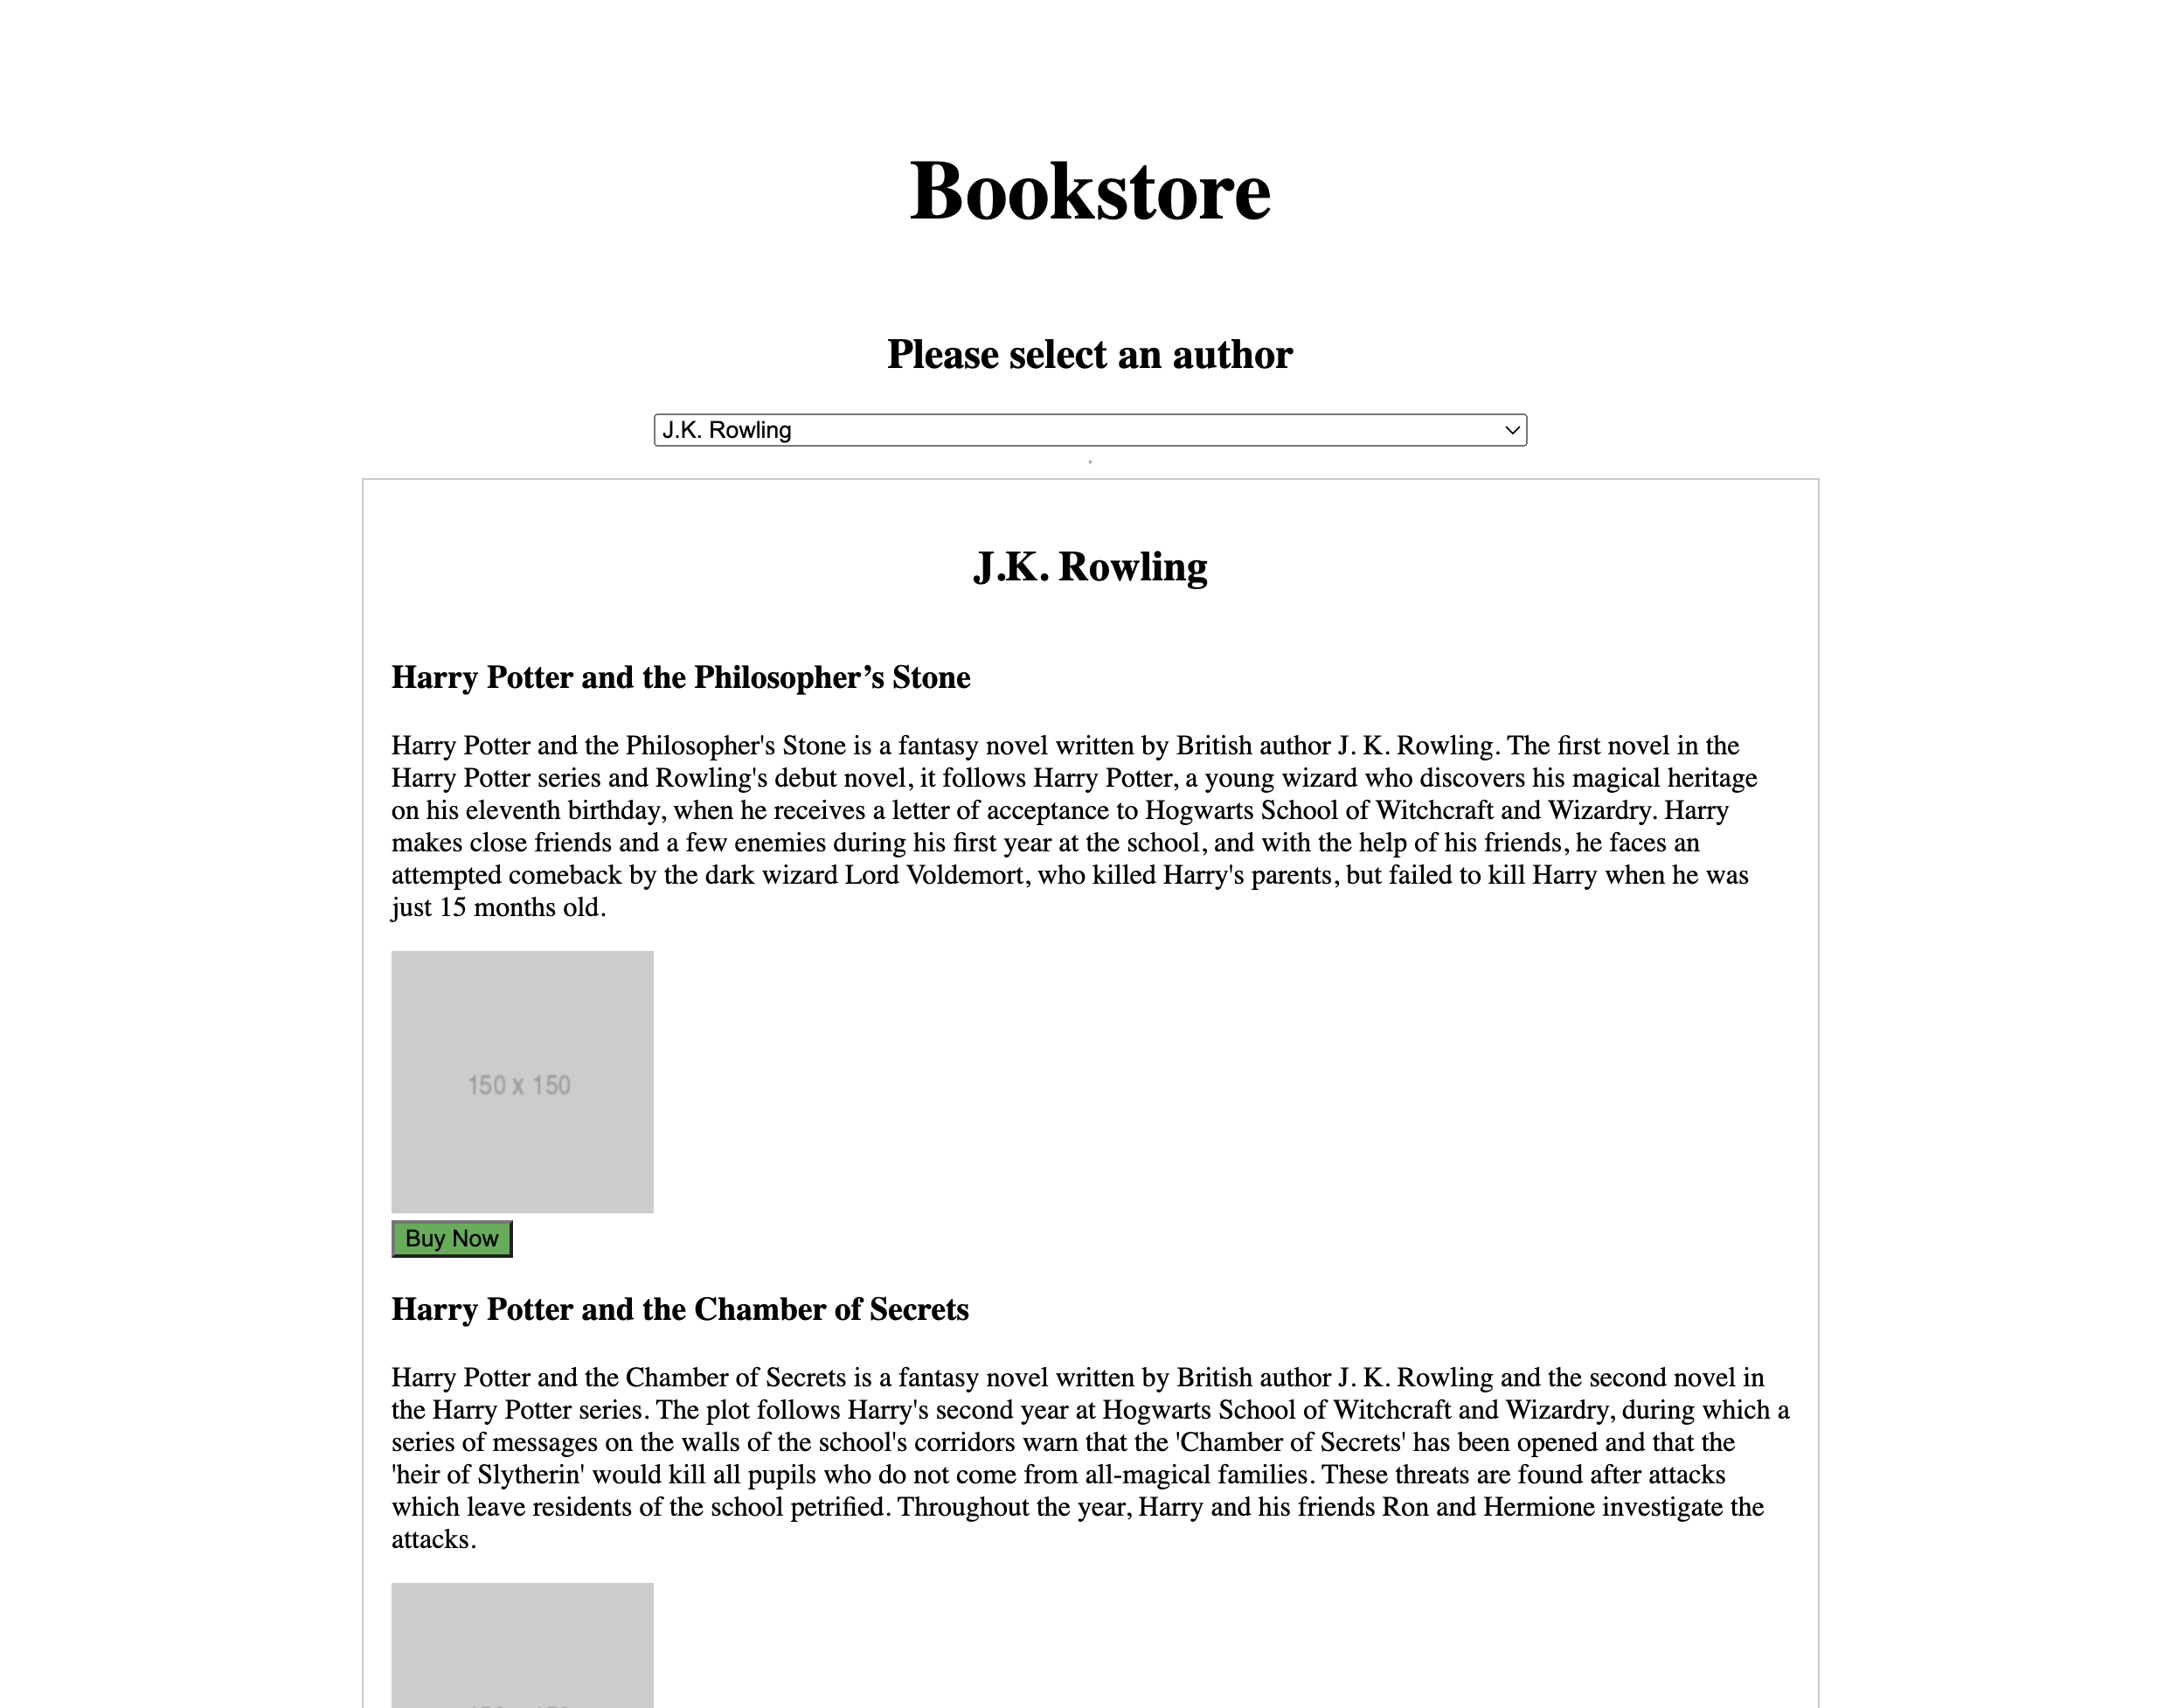 Bookstore
Please select an author
J.K. Rowling
J.K. Rowling
Harry Potter and the Philosopher’s Stone
Harry Potter and the Philosopher's Stone is a fantasy novel written by British author J. K. Rowling. The first novel in the
Harry Potter series and Rowling's debut novel, it follows Harry Potter, a young wizard who discovers his magical heritage
on his eleventh birthday, when he receives a letter of acceptance to Hogwarts School of Witchcraft and Wizardry. Harry
makes close friends and a few enemies during his first year at the school, and with the help of his friends, he faces an
attempted comeback by the dark wizard Lord Voldemort, who killed Harry's parents, but failed to kill Harry when he was
just 15 months old.
150 x 150
Buy Now
Harry Potter and the Chamber of Secrets
Harry Potter and the Chamber of Secrets is a fantasy novel written by British author J. K. Rowling and the second novel in
the Harry Potter series. The plot follows Harry's second year at Hogwarts School of Witchcraft and Wizardry, during which a
series of messages on the walls of the school's corridors warn that the 'Chamber of Secrets' has been opened and that the
'heir of Slytherin' would kill all pupils who do not come from all-magical families. These threats are found after attacks
which leave residents of the school petrified. Throughout the year, Harry and his friends Ron and Hermione investigate the
attacks.